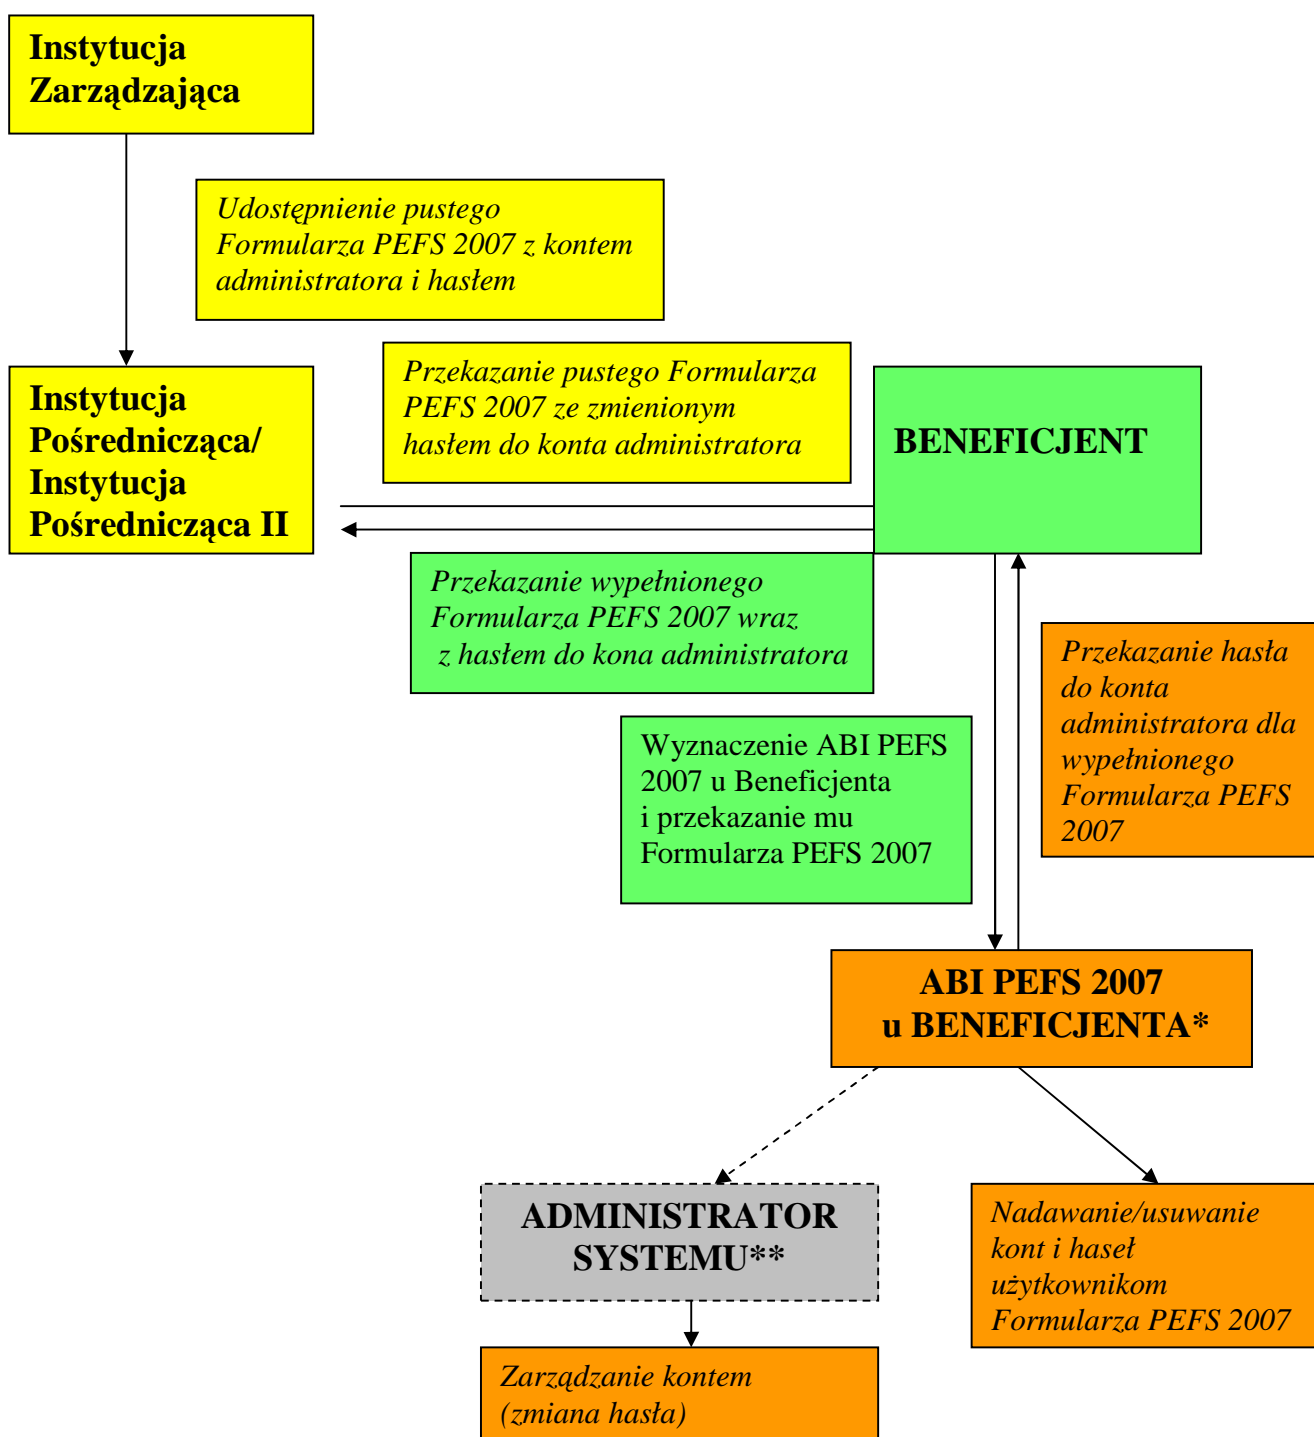 Instytucja
Zarządzająca
Udostępnienie pustego
Formularza PEFS 2007 z kontem
administratora i hasłem
Instytucja
Pośrednicząca/
Instytucja
Pośrednicząca II
Przekazanie pustego Formularza
PEFS 2007 ze zmienionym
hasłem do konta administratora
BENEFICJENT
Przekazanie wypełnionego
Formularza PEFS 2007 wraz
z hasłem do kona administratora
Przekazanie hasła
do konta
administratora dla
wypełnionego
Formularza PEFS
2007
Wyznaczenie ABI PEFS
2007 u Beneficjenta
i przekazanie mu
Formularza PEFS 2007
ABI PEFS 2007
u BENEFICJENTA*
ADMINISTRATOR
SYSTEMU**
Nadawanie/usuwanie
kont i haseł
użytkownikom
Formularza PEFS 2007
Zarządzanie kontem
(zmiana hasła)